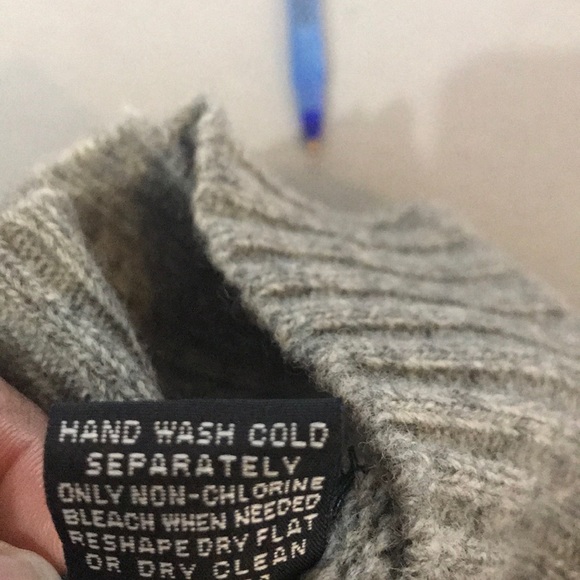 HAND WASH COLD
SEPARATELY
ONLY NON-CHLORINE
BLEACH WHEN NEEDED
RESHAPE DRY FLAT
OR DRY CLEAN